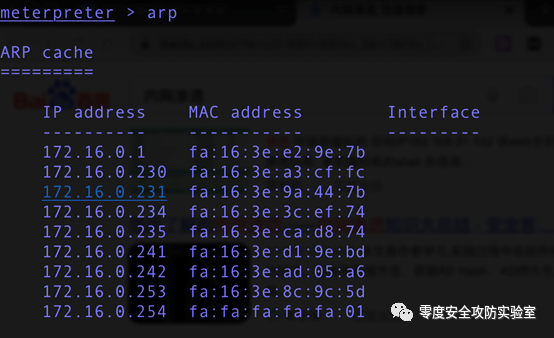 meterpreter > arp
ARP cache
=========
IP address MAC address Interface
---------- ----------- ---------
172.16.0.1 fa:16:3e:e2:9e:7b
172.16.0.230 fa:16:3e:a3:cf:fc
172.16.0.231 fa:16:3e:9a:44:7b
172.16.0.234 fa:16:3e:3c:ef:74
172.16.0.235 fa:16:3e:ca:d8:74
172.16.0.241 fa:16:3e:d1:9e:bd
172.16.0.242 fa:16:3e:ad:05:a6
172.16.0.253 fa:16:3e:8c:9c:5d
172.16.0.254 fa:fa:fa:fa:fa:01
零度安全攻防实验室